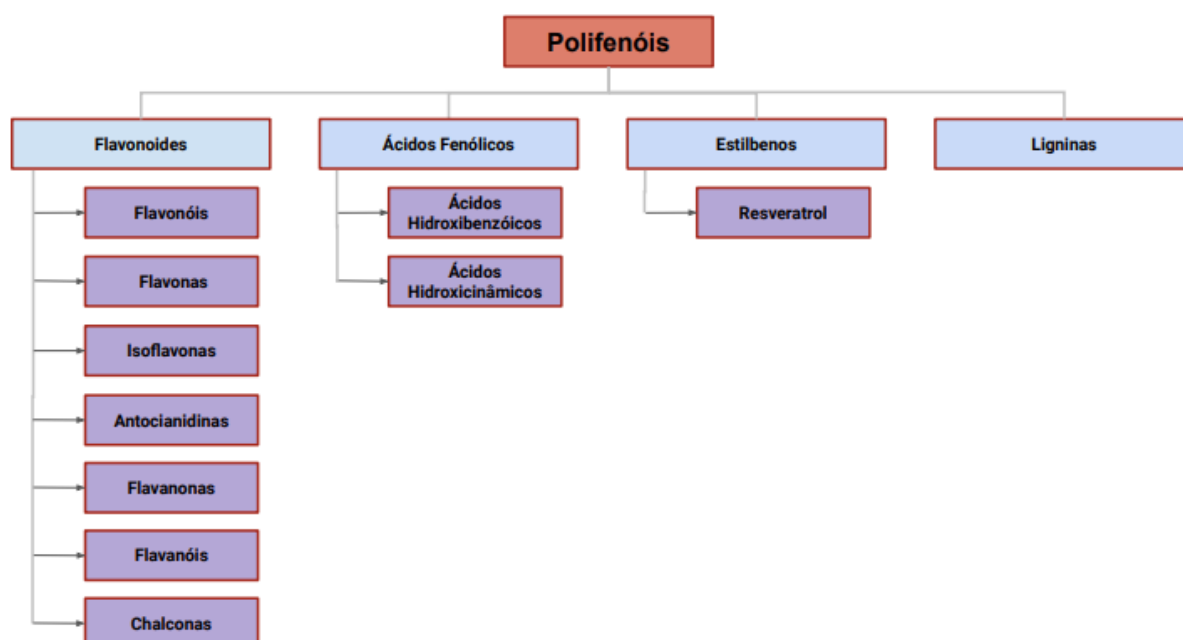 Polifenóis
Flavonoides
Ácidos Fenólicos
Estilbenos
Ligninas
Flavonóis
Flavonas
Isoflavonas
Antocianidinas
Flavanonas
Flavanóis
Chalconas
Ácidos
Hidroxibenzóicos
Ácidos
Hidroxicinâmicos
Resveratrol